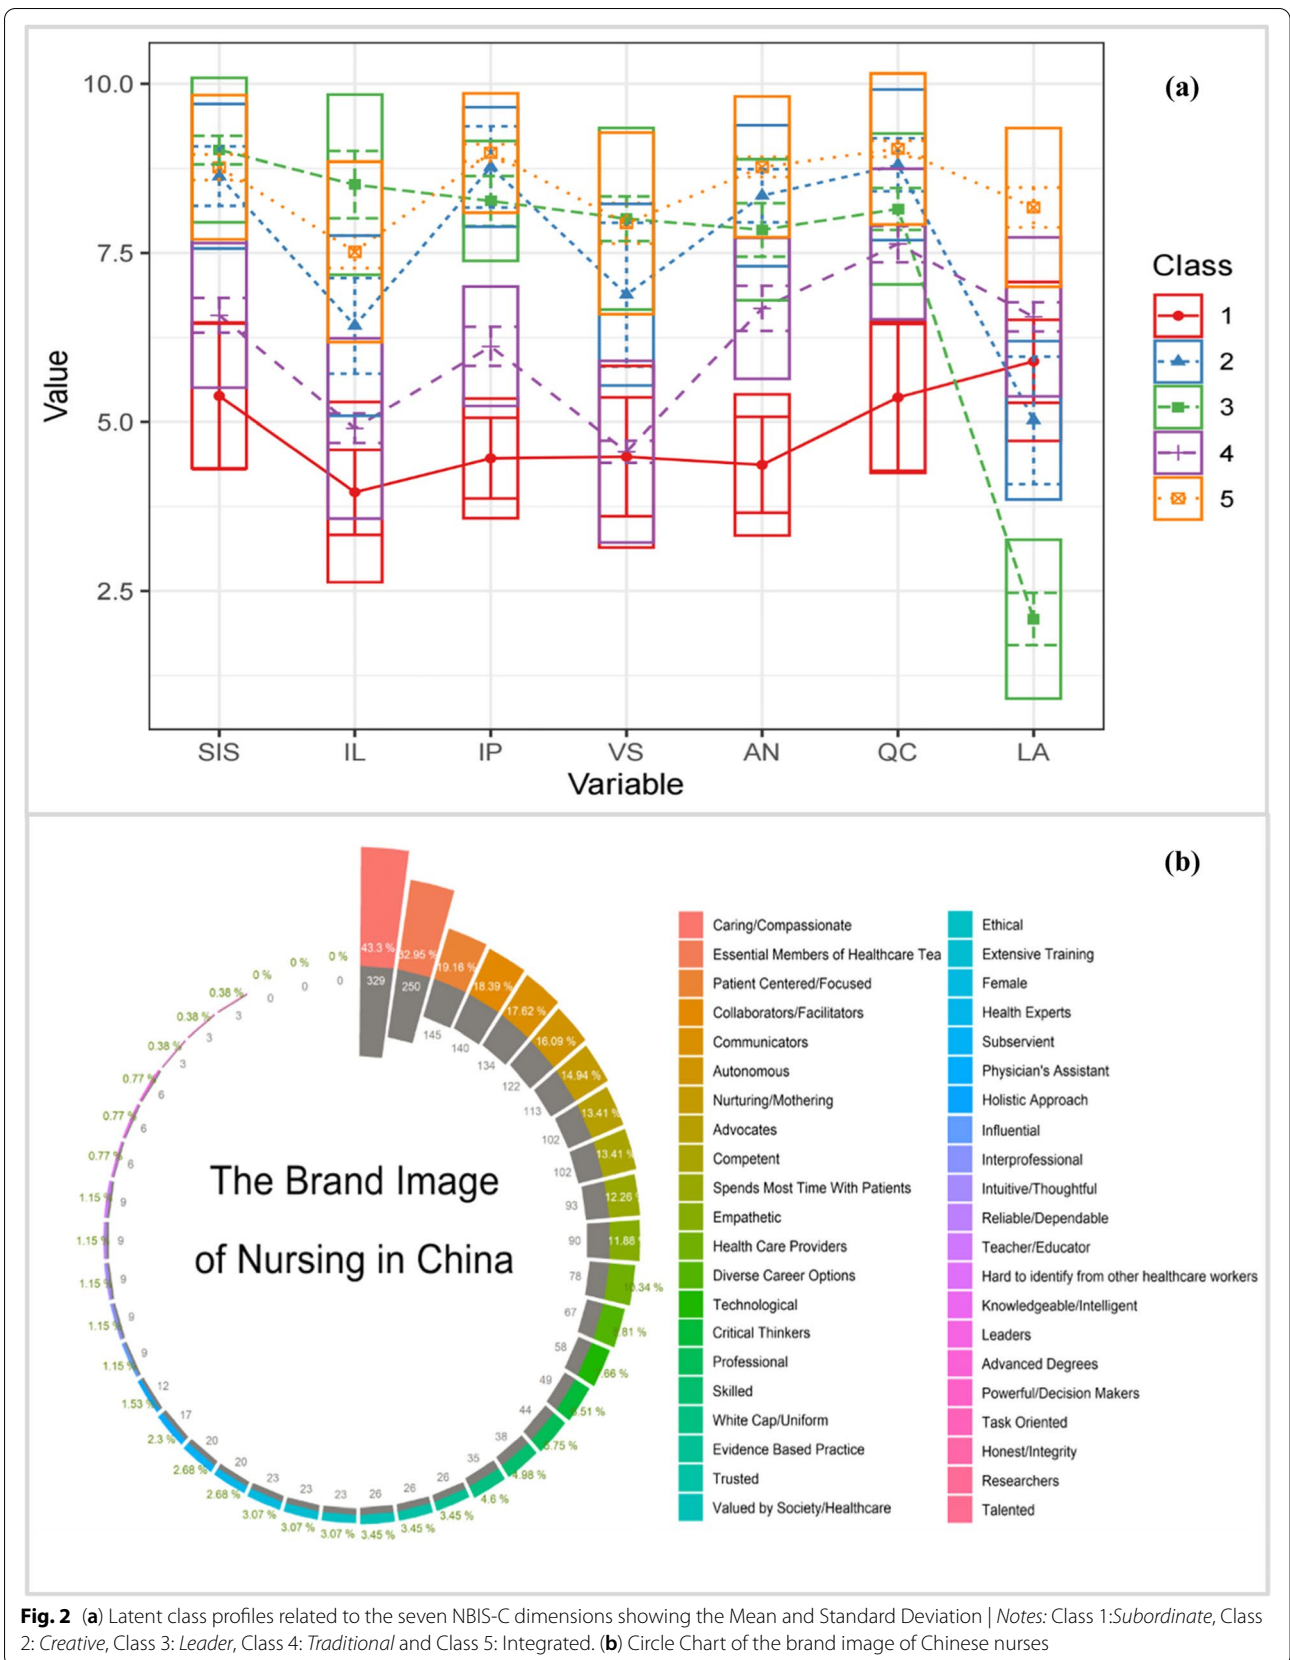 (a)
10.0
7.5
5.0
2.5
Value
SIS IL IP VS AN QC LA
Variable
Class
1
2
3
4
5
(b)
43.3 %
32.95 %
19.16 %
18.39 %
17.62 %
16.09 %
14.94 %
13.41 %
13.41 %
12.26
11.88
10.34 %
.81 %
.66 %
.51 %
.75 %
4.98 %
4.6 %
3.45 %
3.45 %
3.45 %
3.07 %
3.07 %
3.07 %
2.68 %
2.68 %
2.3 %
1.53
1.15 %
1.15 %
1.15 %
1.15 %
1.15 %
0.77 %
0.77 %
0.77 %
0.38 %
0.38 %
0.38 %
0 %
0 %
0 %
329
250
145
140
134
122
113
102
102
93
90
78
67
58
49
44
38
35
26
26
26
23
23
23
20
20
17
12
9
9
9
9
9
6
6
6
3
3
3
0
0
0
The Brand Image
of Nursing in China
Caring/Compassionate
Essential Members of Healthcare Tea
Patient Centered/Focused
Collaborators/Facilitators
Communicators
Autonomous
Nurturing/Mothering
Advocates
Competent
Spends Most Time With Patients
Empathetic
Health Care Providers
Diverse Career Options
Technological
Critical Thinkers
Professional
Skilled
White Cap/Uniform
Evidence Based Practice
Trusted
Valued by Society/Healthcare
Ethical
Extensive Training
Female
Health Experts
Subservient
Physician's Assistant
Holistic Approach
Influential
Interprofessional
Intuitive/Thoughtful
Reliable/Dependable
Teacher/Educator
Hard to identify from other healthcare workers
Knowledgeable/Intelligent
Leaders
Advanced Degrees
Powerful/Decision Makers
Task Oriented
Honest/Integrity
Researchers
Talented
Fig. 2 (a) Latent class profiles related to the seven NBIS-C dimensions showing the Mean and Standard Deviation | Notes: Class 1:Subordinate, Class
2: Creative, Class 3: Leader, Class 4: Traditional and Class 5: Integrated. (b) Circle Chart of the brand image of Chinese nurses